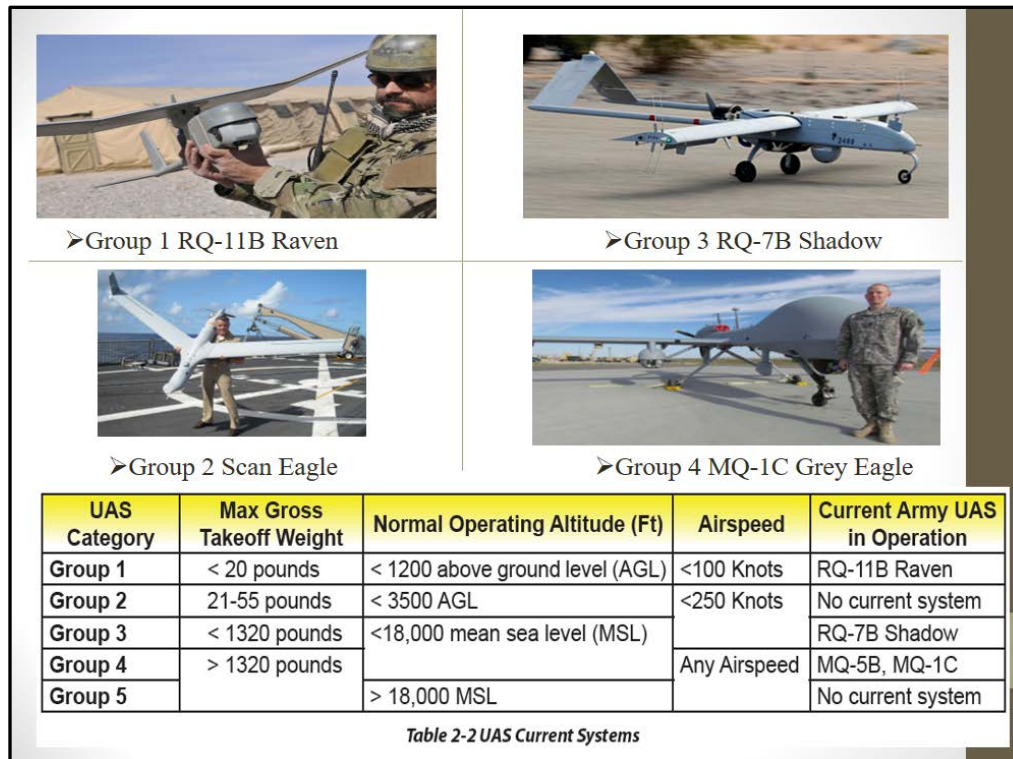 ➢Group 1 RQ-11B Raven
➢Group 3 RQ-7B Shadow
➢Group 2 Scan Eagle
➢Group 4 MQ-1C Grey Eagle
UAS Category Max Gross Takeoff Weight Normal Operating Altitude (Ft) Airspeed Current Army UAS in Operation
Group 1 < 20 pounds < 1200 above ground level (AGL) <100 Knots RQ-11B Raven
Group 2 21-55 pounds < 3500 AGL <250 Knots No current system
Group 3 < 1320 pounds <18,000 mean sea level (MSL) RQ-7B Shadow
Group 4 > 1320 pounds Any Airspeed MQ-5B, MQ-1C
Group 5 > 18,000 MSL No current system
Table 2-2 UAS Current Systems